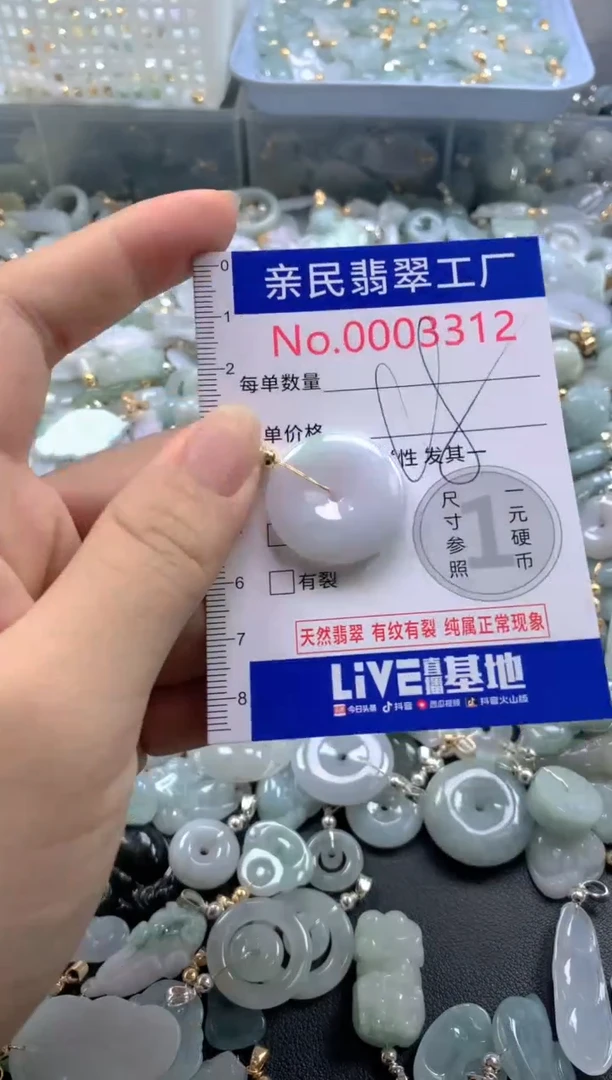 0
亲民翡翠工厂
1
No.0003312
2
每单数量
单价格
性 发其一
尺寸参照
1
一元硬币
6
有裂
7
天然翡翠 有纹有裂 纯属正常现象
8
LiVE直播基地
今日头条 抖音 西瓜视频 抖音火山版